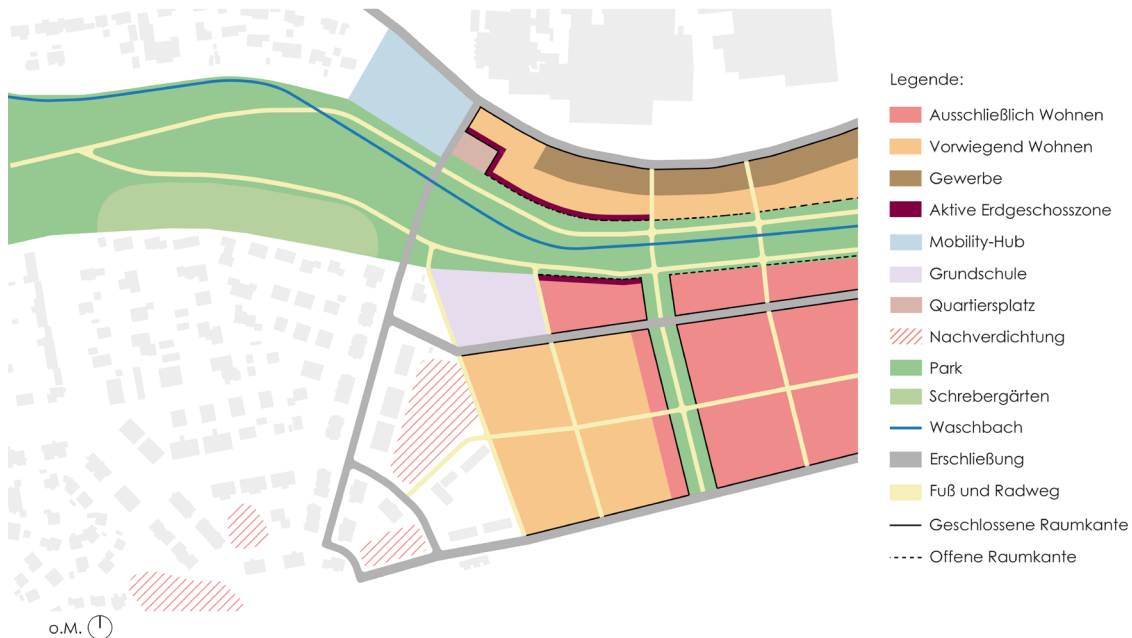 Legende:
Ausschließlich Wohnen
Vorwiegend Wohnen
Gewerbe
Aktive Erdgeschosszone
Mobility-Hub
Grundschule
Quartiersplatz
Nachverdichtung
Park
Schrebergärten
Waschbach
Erschließung
Fuß und Radweg
Geschlossene Raumkante
Offene Raumkante
o.M.